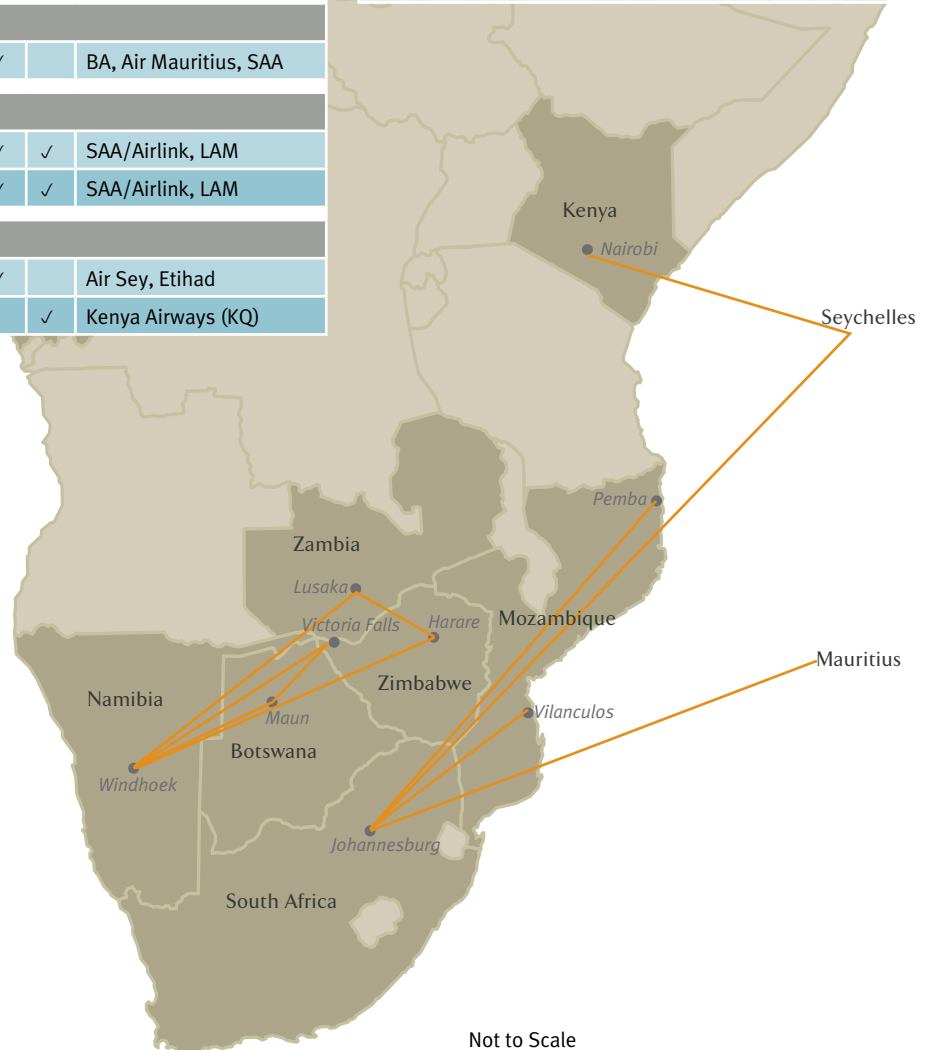 ✓ BA, Air Mauritius, SAA
✓ ✓ SAA/Airlink, LAM
✓ ✓ SAA/Airlink, LAM
✓ Air Sey, Etihad
✓ Kenya Airways (KQ)
Kenya
Nairobi
Seychelles
Pemba
Zambia
Lusaka
Victoria Falls
Harare
Mozambique
Mauritius
Zimbabwe
Namibia
Maun
Vilanculos
Botswana
Windhoek
Johannesburg
South Africa
Not to Scale